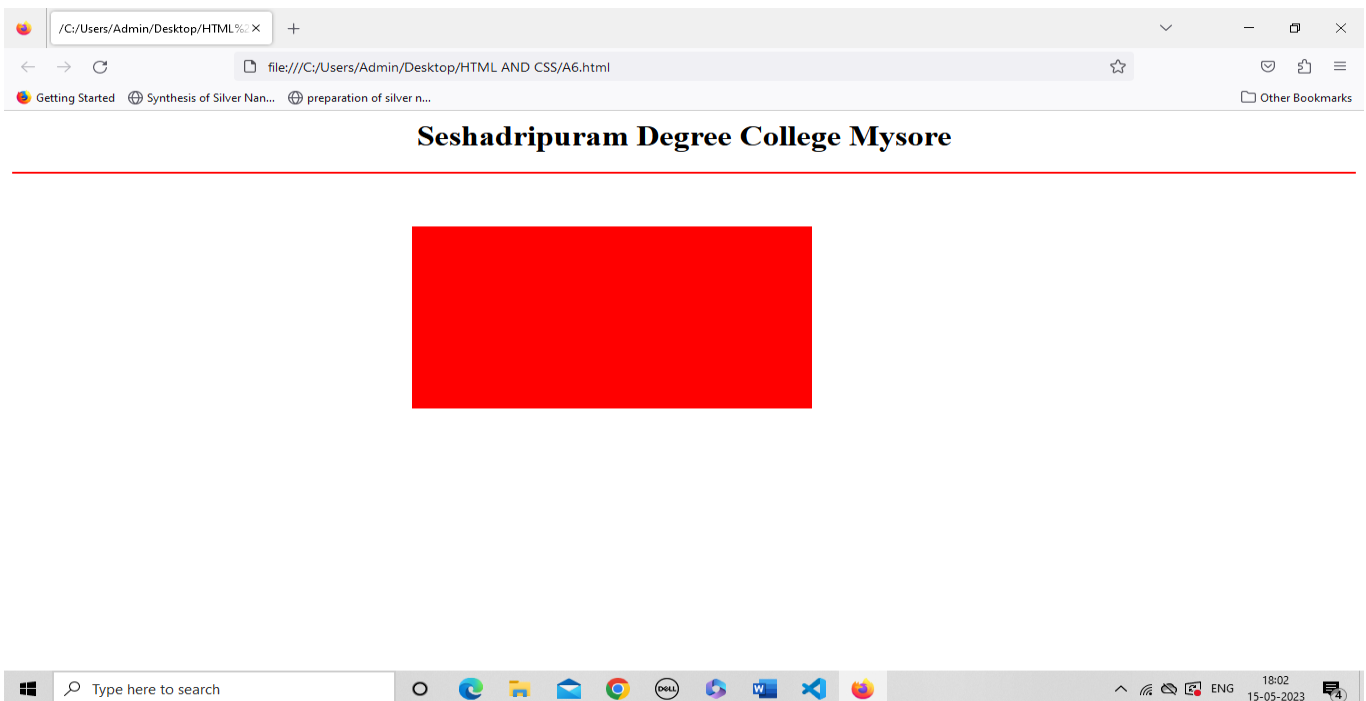 /C:/Users/Admin/Desktop/HTML%2
file:///C:/Users/Admin/Desktop/HTML AND CSS/A6.html
Getting Started Synthesis of Silver Nan... preparation of silver n... Other Bookmarks
Seshadripuram Degree College Mysore
Type here to search
DELL
W
ENG
18:02
15-05-2023
4